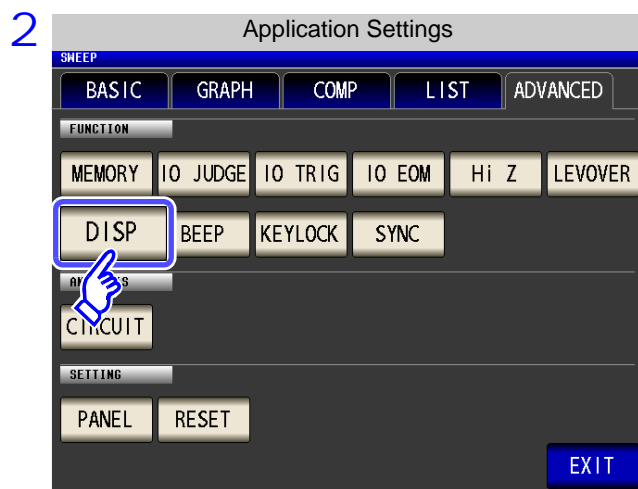 2
Application Settings
SWEEP
BASIC GRAPH COMP LIST ADVANCED
FUNCTION
MEMORY IO JUDGE IO TRIG IO EOM Hi Z LEVOVER
DISP BEEP KEYLOCK SYNC
CIRCUIT
SETTING
PANEL RESET
EXIT